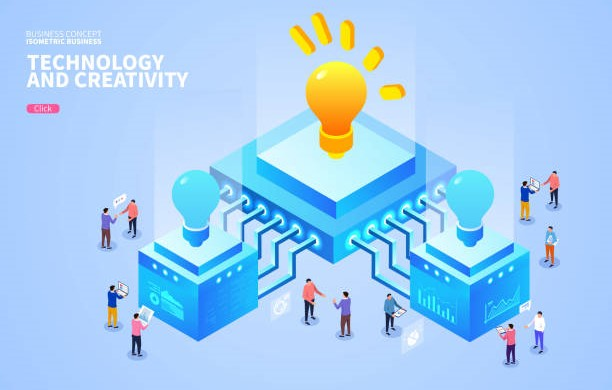 BUSINESS CONCEPT
ISOMETRIC BUSINESS
TECHNOLOGY
AND CREATIVITY
Click